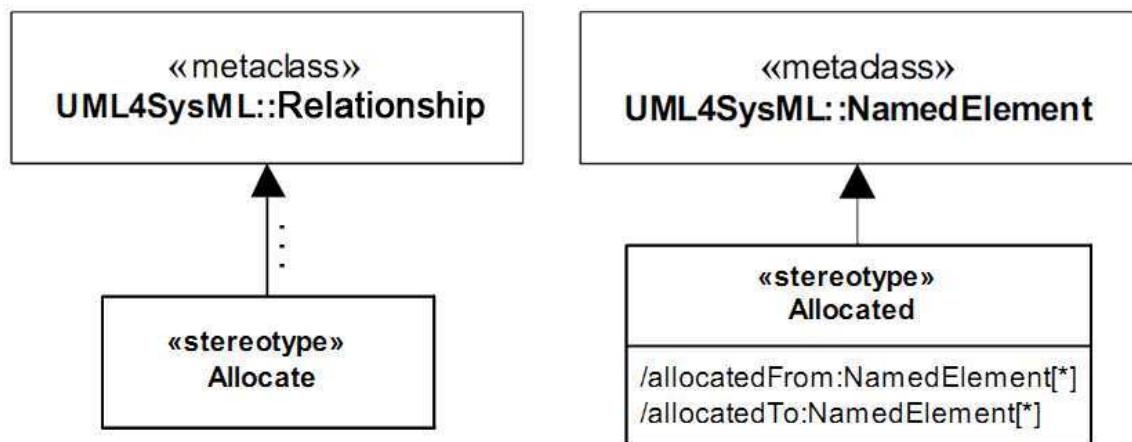 «metaclass»
UML4SysML::Relationship
«metadass»
UML4SysML::NamedElement
«stereotype»
Allocate
«stereotype»
Allocated
/allocatedFrom:NamedElement[*]
/allocatedTo:NamedElement[*]